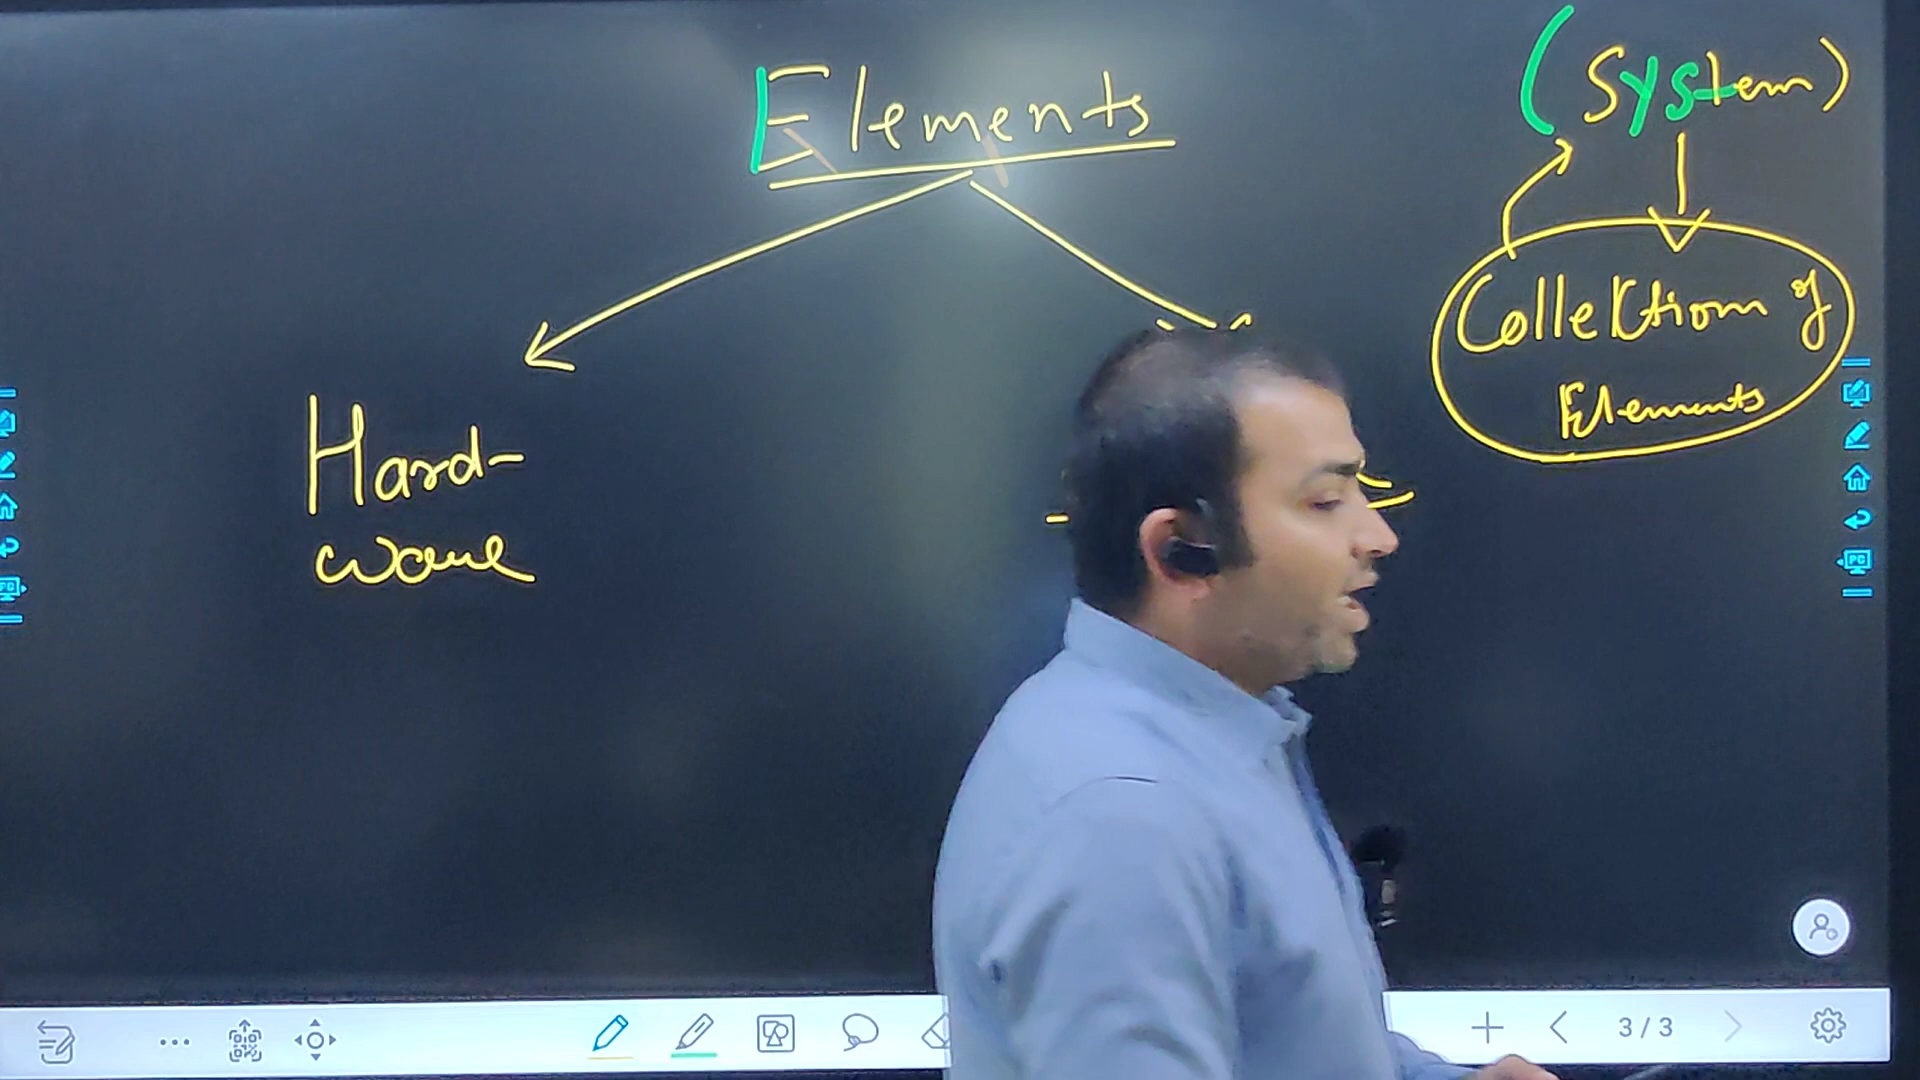 Elements
(System)
Collection of
Elements
Hard-
ware
3/3